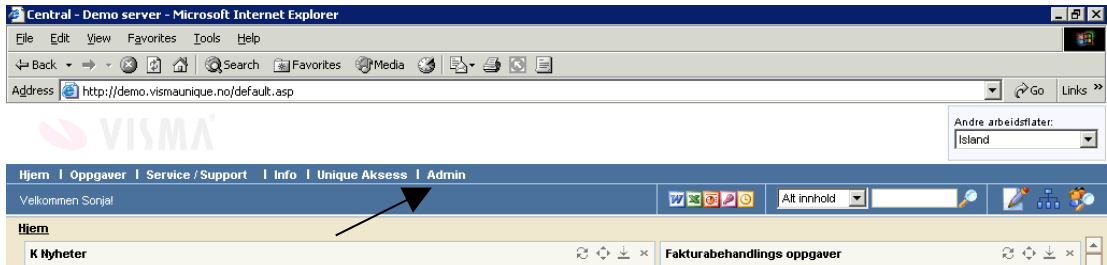 Central - Demo server - Microsoft Internet Explorer
File Edit View Favorites Tools Help
Back Search Favorites Media
Address http://demo.vismaunique.no/default.asp Go Links »
VISMA
Andre arbeidsflater:
Island
Hjem | Oppgaver | Service / Support | Info | Unique Aksess | Admin
Velkommen Sonja! Alt innhold
Hjem
K Nyheter Fakturabehandlings oppgaver